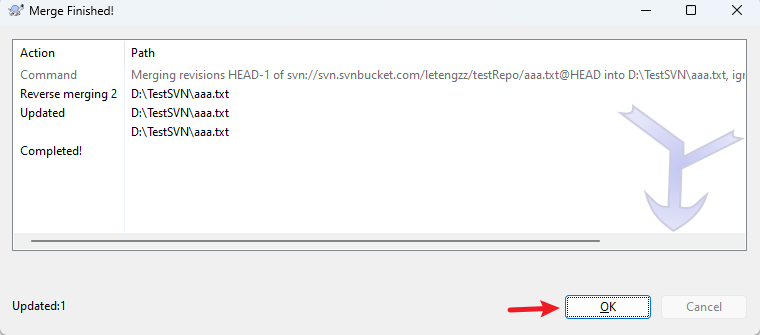 Merge Finished!
Action Path
Command Merging revisions HEAD-1 of svn://svn.svnbucket.com/letengzz/testRepo/aaa.txt@HEAD into D:\TestSVN\aaa.txt, ign
Reverse merging 2 D:\TestSVN\aaa.txt
Updated D:\TestSVN\aaa.txt
D:\TestSVN\aaa.txt
Completed!
Updated:1
OK Cancel